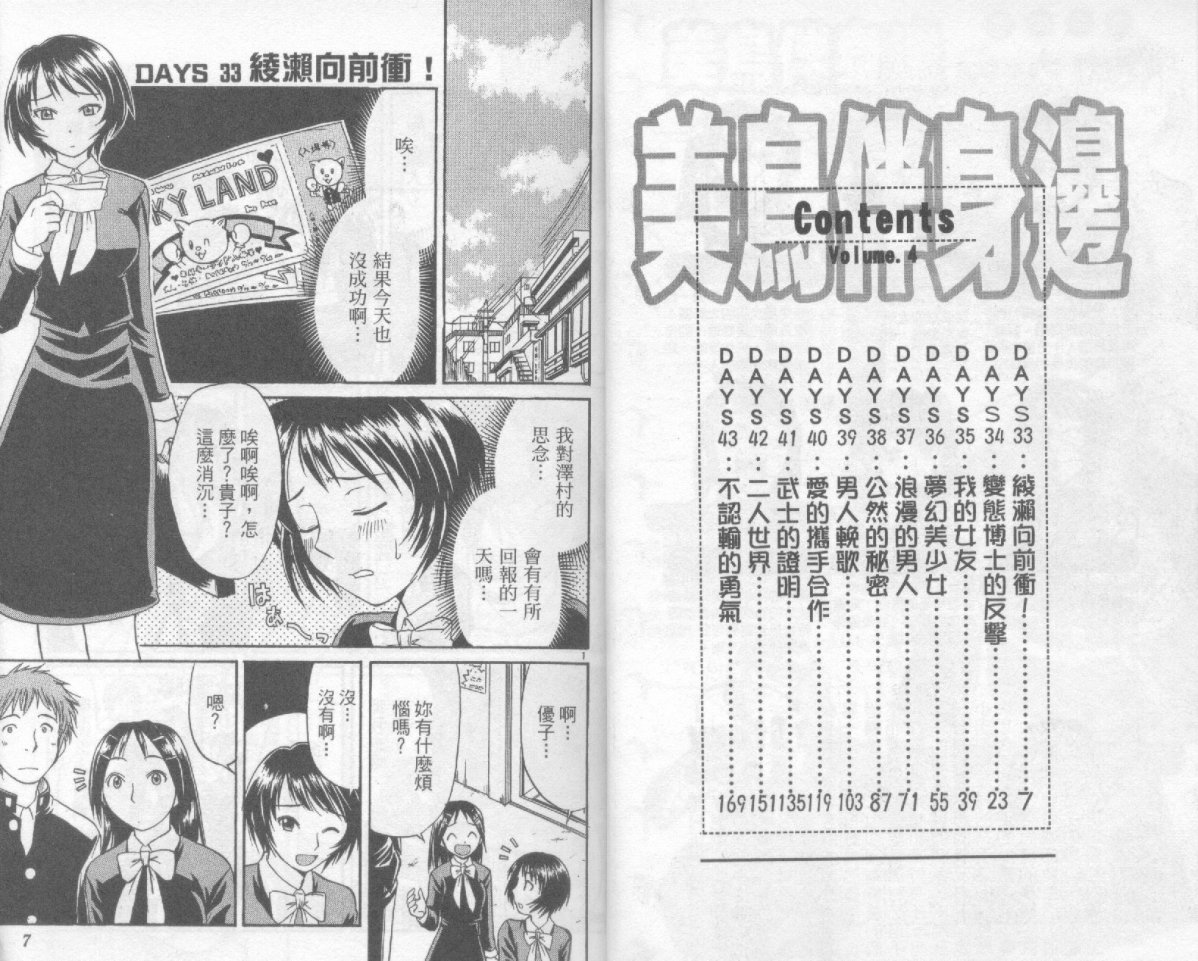 美鳥伴身邊
Contents
Volume. 4
DAYS 33：綾瀨向前衝！……7
DAYS 34：變態博士的反擊……23
DAYS 35：我的女友……39
DAYS 36：夢幻美少女……55
DAYS 37：浪漫的男人……71
DAYS 38：公然的秘密……87
DAYS 39：男人輓歌……103
DAYS 40：愛的攜手合作……119
DAYS 41：武士的證明……135
DAYS 42：二人世界……151
DAYS 43：不認輸的勇氣……169
DAYS 33 綾瀨向前衝！
唉…
結果今天也
沒成功啊…
KY LAND
〈入場券〉
我對澤村的
思念…
會有有所
回報的一
天嗎…
唉啊唉啊，怎
麼了？貴子？
這麼消沉…
はぁ〜っ
1
啊…
優子…
妳有什麼煩
惱嗎？
沒…
沒有啊…
嗯？
7